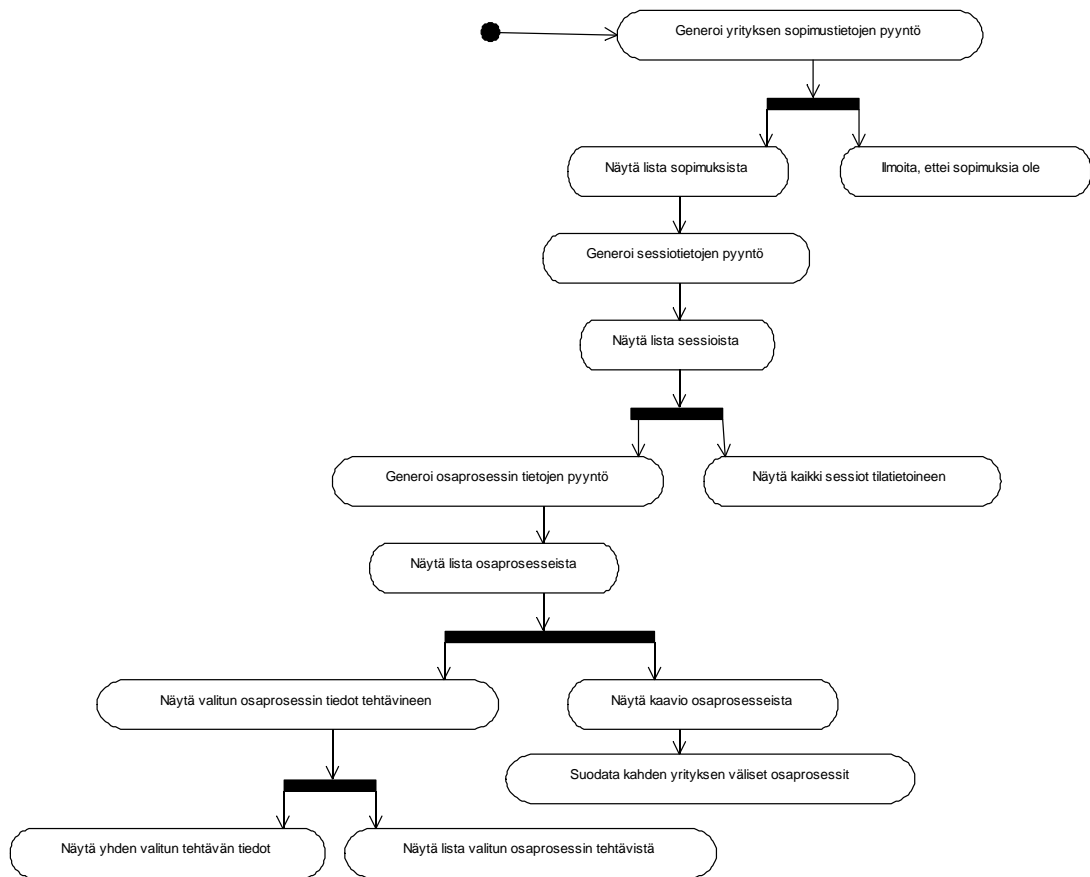 Generoi yrityksen sopimustietojen pyyntö
Näytä lista sopimuksista
Ilmoita, ettei sopimuksia ole
Generoi sessiotietojen pyyntö
Näytä lista sessioista
Generoi osaprosessin tietojen pyyntö
Näytä kaikki sessiot tilatietoineen
Näytä lista osaprosesseista
Näytä valitun osaprosessin tiedot tehtävineen
Näytä kaavio osaprosesseista
Suodata kahden yrityksen väliset osaprosessit
Näytä yhden valitun tehtävän tiedot
Näytä lista valitun osaprosessin tehtävistä